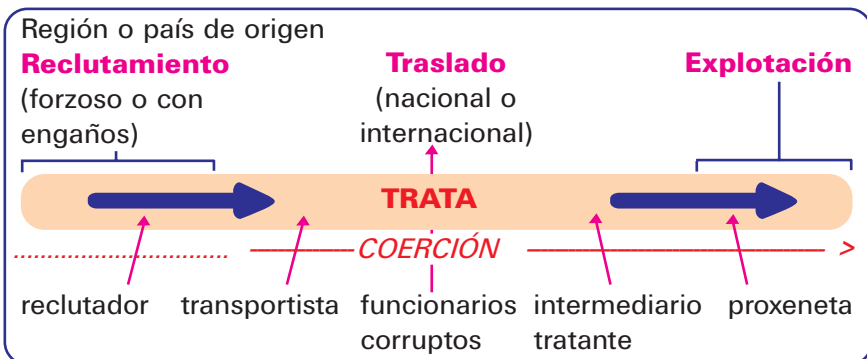 Región o país de origen
Reclutamiento
(forzoso o con
engaños)
Traslado
(nacional o
internacional)
Explotación
TRATA
COERCIÓN
reclutador
transportista
funcionarios
corruptos
intermediario
tratante
proxeneta